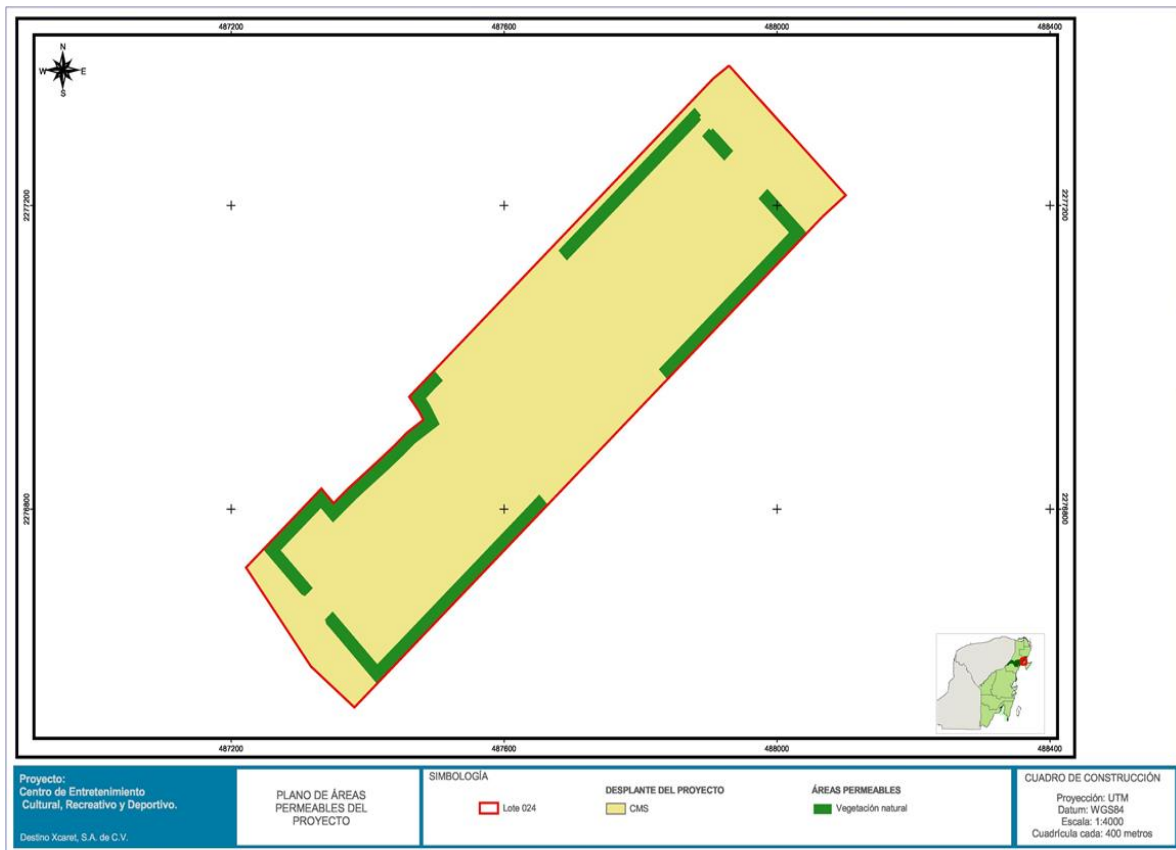 487200
487600
488000
488400
N
W
E
S
2277200
2277200
2276800
2276800
487200
487600
488000
488400
Proyecto:
Centro de Entretenimiento
Cultural, Recreativo y Deportivo.
Destino Xcaret, S.A. de C.V.
PLANO DE ÁREAS
PERMEABLES DEL
PROYECTO
SIMBOLOGÍA
Lote 024
DESPLANTE DEL PROYECTO
CMS
ÁREAS PERMEABLES
Vegetación natural
CUADRO DE CONSTRUCCIÓN
Proyección: UTM
Datum: WGS84
Escala: 1:4000
Cuadrícula cada: 400 metros